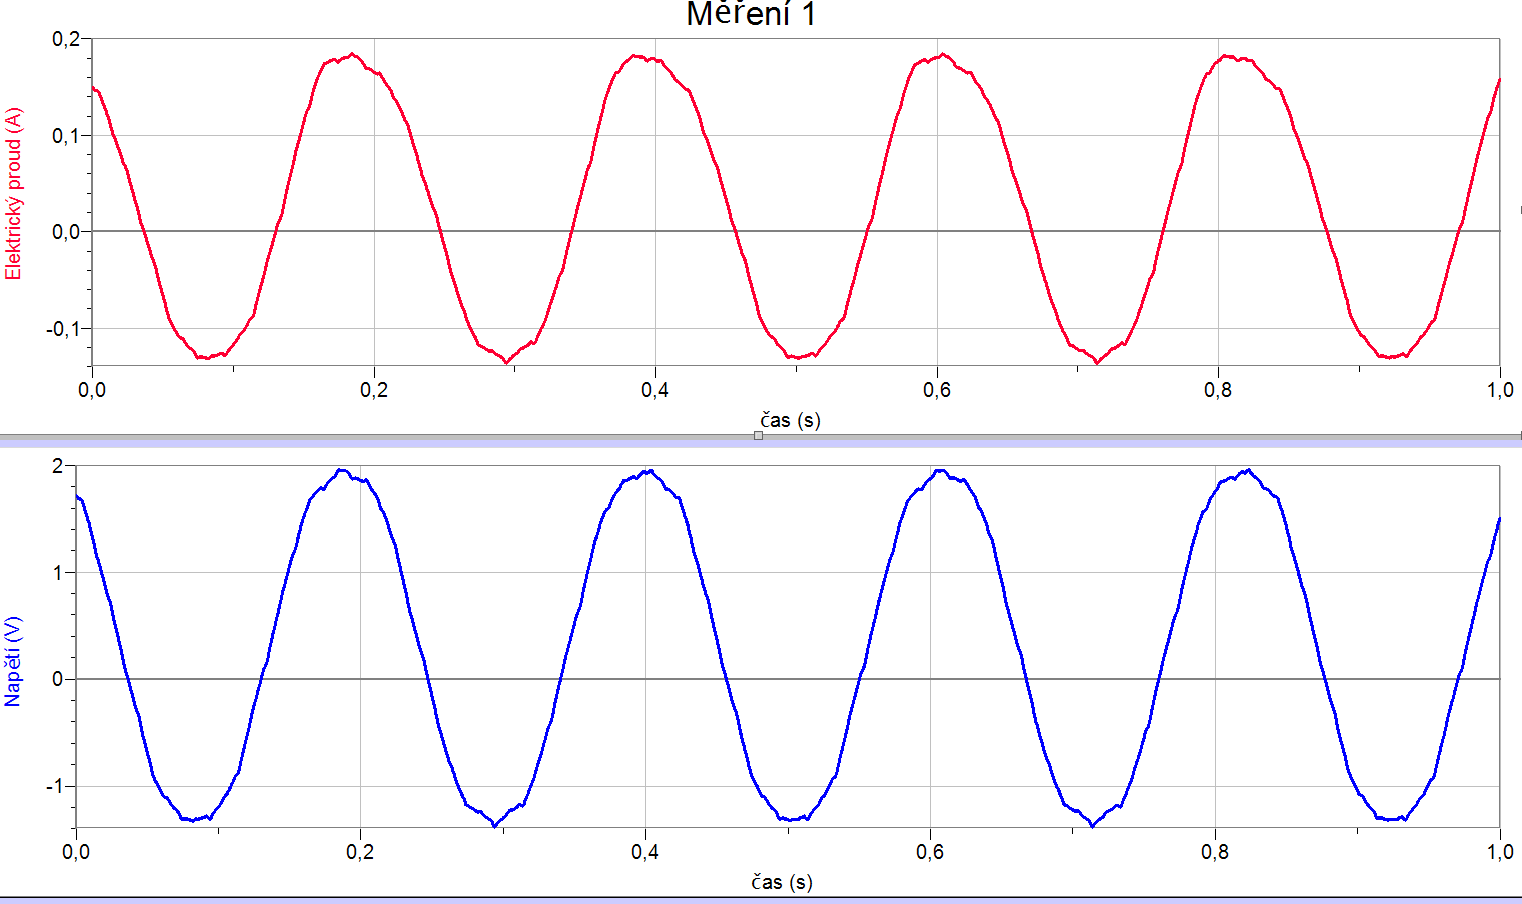 Měření 1
Elektrický proud (A)
0,2
0,1
0,0
-0,1
0,0 0,2 0,4 0,6 0,8 1,0
čas (s)
Napětí (V)
2
1
0
-1
0,0 0,2 0,4 0,6 0,8 1,0
čas (s)